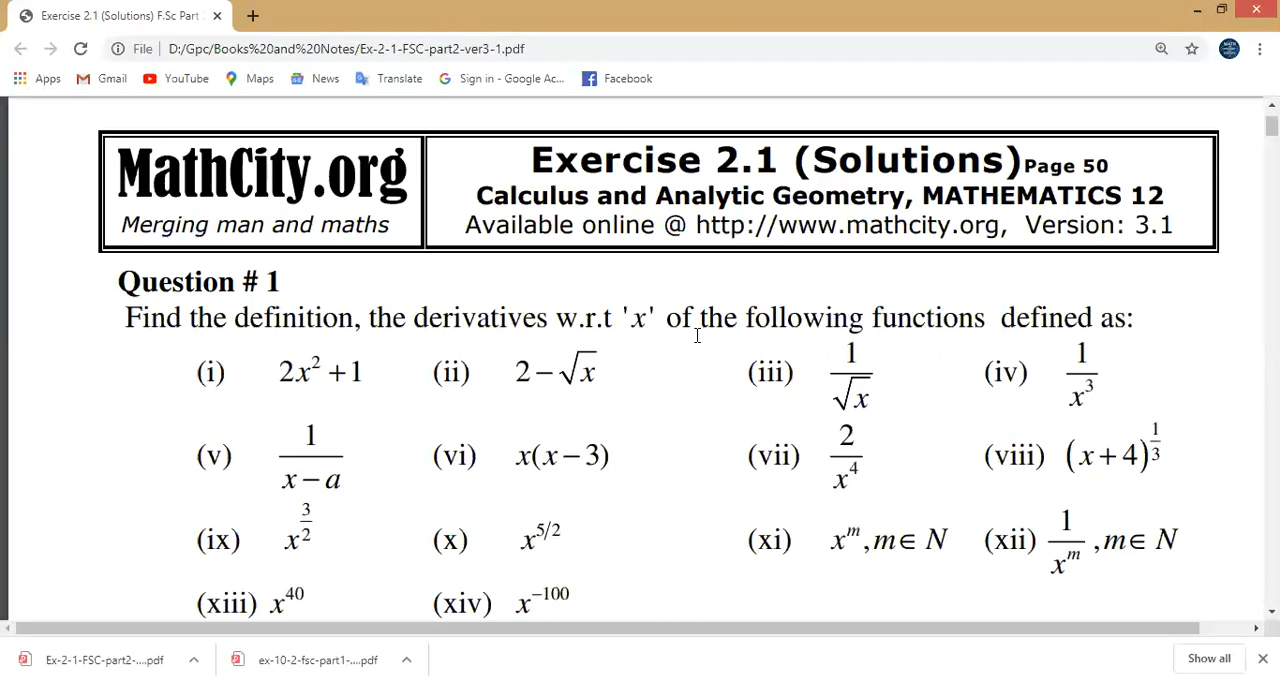 Exercise 2.1 (Solutions) F.Sc Part
File | D:/Gpc/Books%20and%20Notes/Ex-2-1-FSC-part2-ver3-1.pdf
Apps Gmail YouTube Maps News Translate Sign in - Google Ac... Facebook
MathCity.org
Merging man and maths
Exercise 2.1 (Solutions)Page 50
Calculus and Analytic Geometry, MATHEMATICS 12
Available online @ http://www.mathcity.org, Version: 3.1
Question # 1
Find the definition, the derivatives w.r.t 'x' of the following functions defined as:
(i) 2x² + 1 (ii) 2 − √x (iii) 1/√x (iv) 1/x³
(v) 1/(x − a) (vi) x(x − 3) (vii) 2/x⁴ (viii) (x + 4)^(1/3)
(ix) x^(3/2) (x) x^(5/2) (xi) x^m, m ∈ N (xii) 1/x^m, m ∈ N
(xiii) x^40 (xiv) x^−100
Ex-2-1-FSC-part2-....pdf ex-10-2-fsc-part1-....pdf Show all